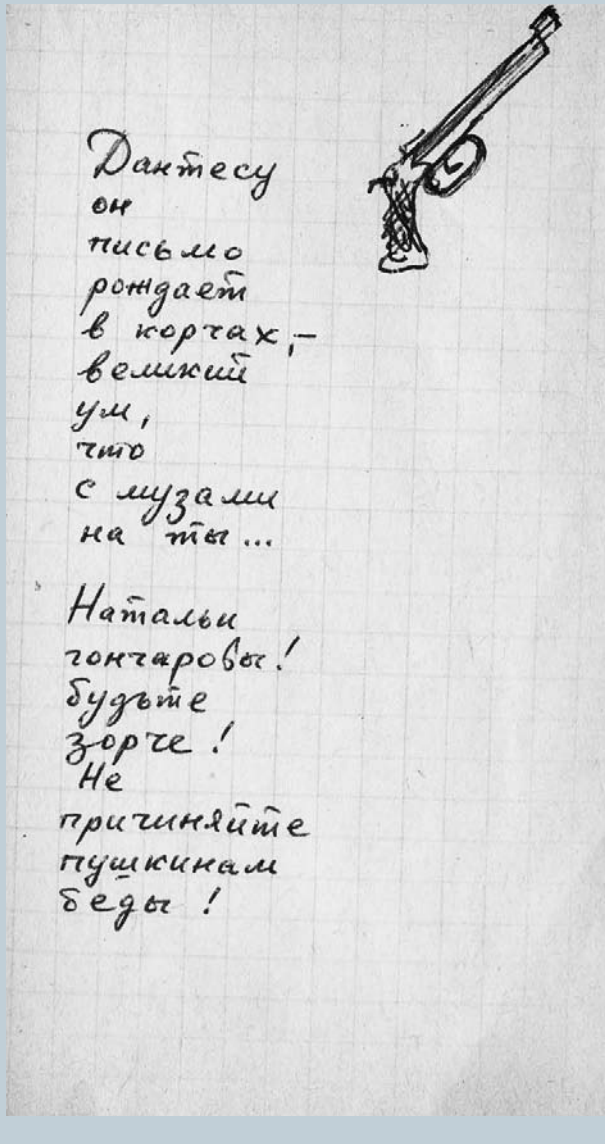 Дантесу
он
письмо
рождает
в корчах,–
великий
ум,
что
с музами
на ты...
Натальи
гончаровы!
будьте
зорче!
Не
причиняйте
пушкинам
беды!